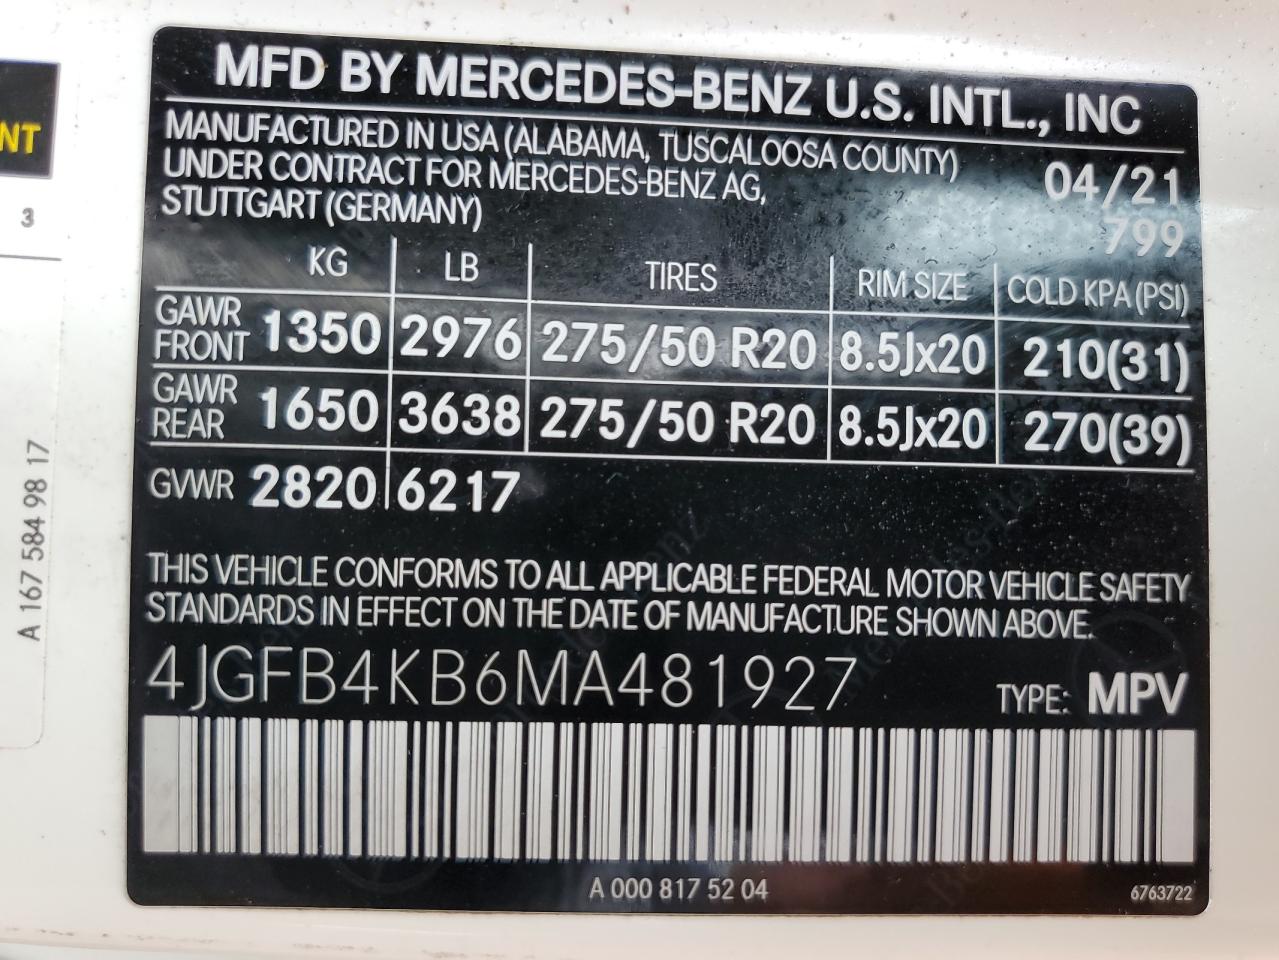 MFD BY MERCEDES-BENZ U.S. INTL., INC
MANUFACTURED IN USA (ALABAMA, TUSCALOOSA COUNTY)
UNDER CONTRACT FOR MERCEDES-BENZ AG,
STUTTGART (GERMANY)
04/21
799
KG LB TIRES RIM SIZE COLD KPA (PSI)
GAWR FRONT 1350 2976 275/50 R20 8.5Jx20 210(31)
GAWR REAR 1650 3638 275/50 R20 8.5Jx20 270(39)
GVWR 2820 6217
THIS VEHICLE CONFORMS TO ALL APPLICABLE FEDERAL MOTOR VEHICLE SAFETY
STANDARDS IN EFFECT ON THE DATE OF MANUFACTURE SHOWN ABOVE.
4JGFB4KB6MA481927 TYPE: MPV
A 000 817 52 04
6763722
NT
3
A 167 584 98 17